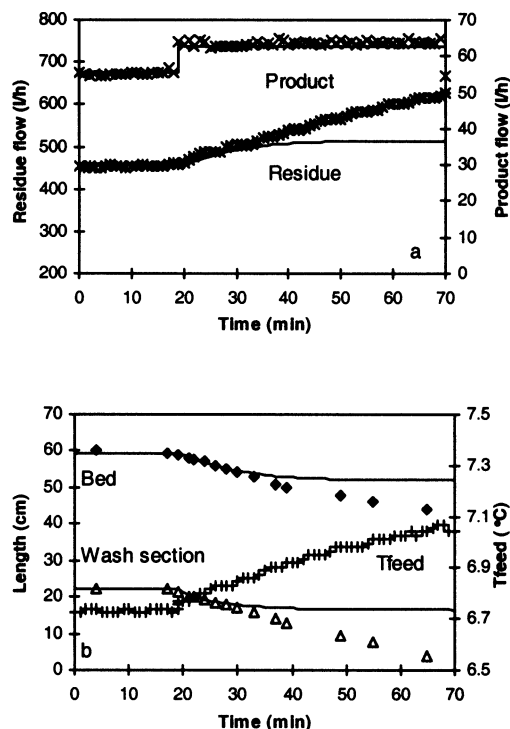 800
700
600
500
400
300
200
Residue flow (l/h)
70
60
50
40
30
20
10
0
Product flow (l/h)
Product
Residue
a
0 10 20 30 40 50 60 70
Time (min)
70
60
50
40
30
20
10
0
Length (cm)
7.5
7.3
7.1
6.9
6.7
6.5
Tfeed (°C)
Bed
Wash section
Tfeed
b
0 10 20 30 40 50 60 70
Time (min)